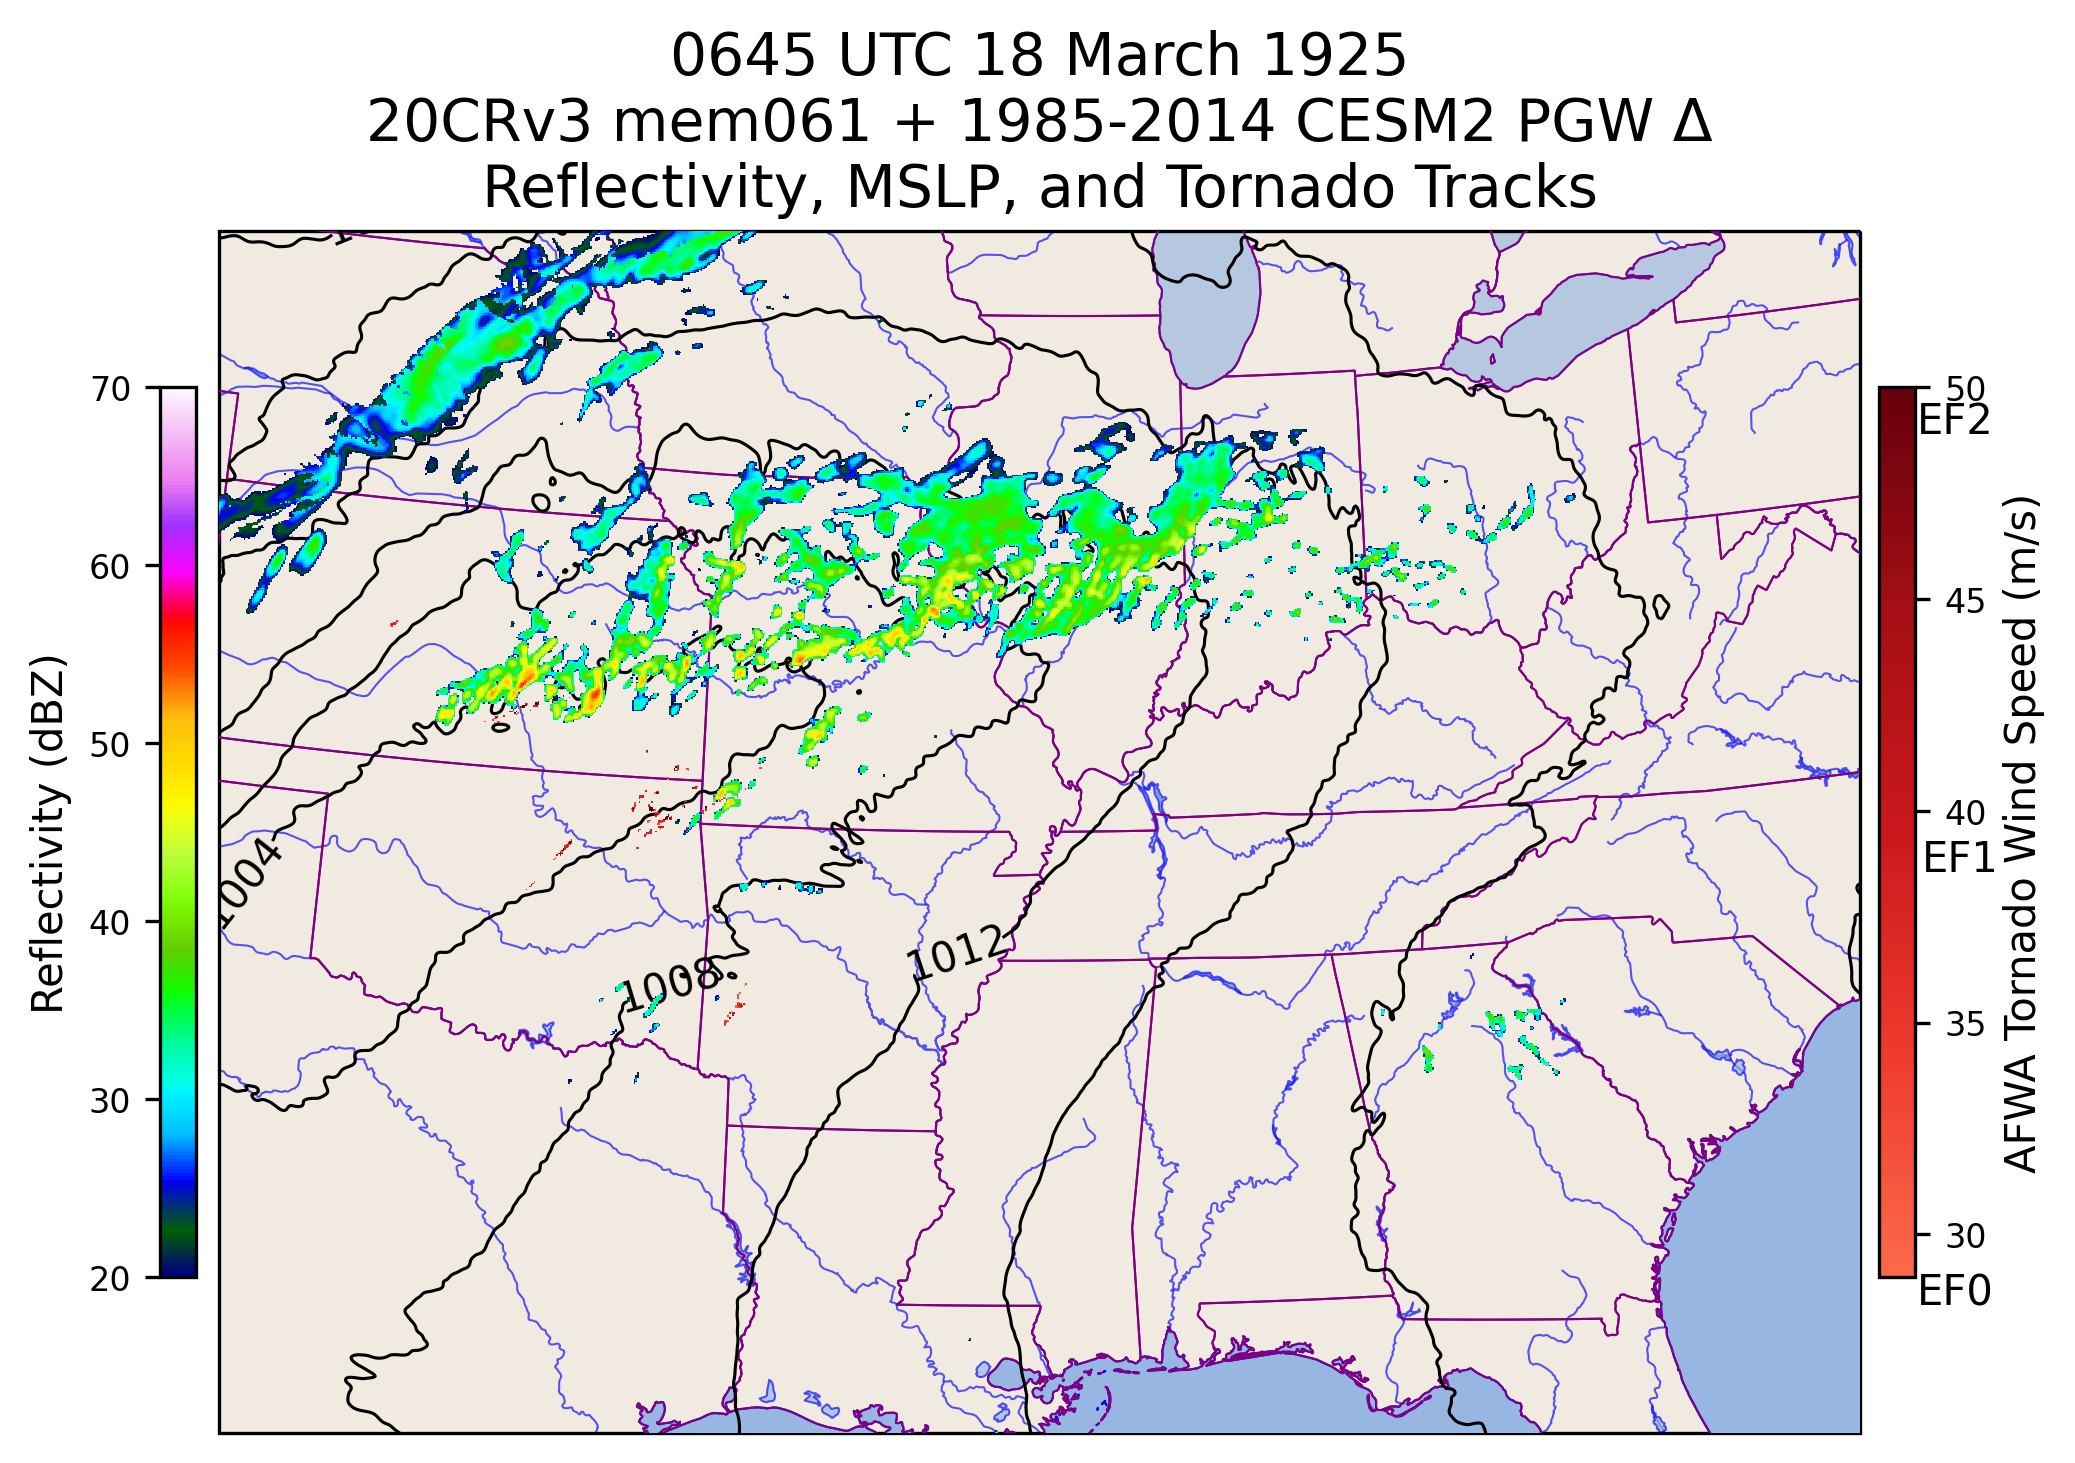 0645 UTC 18 March 1925
20CRv3 mem061 + 1985-2014 CESM2 PGW Δ
Reflectivity, MSLP, and Tornado Tracks
70
60
50
40
30
20
Reflectivity (dBZ)
1004
1008
1012
50
EF2
45
40
EF1
35
30
EF0
AFWA Tornado Wind Speed (m/s)